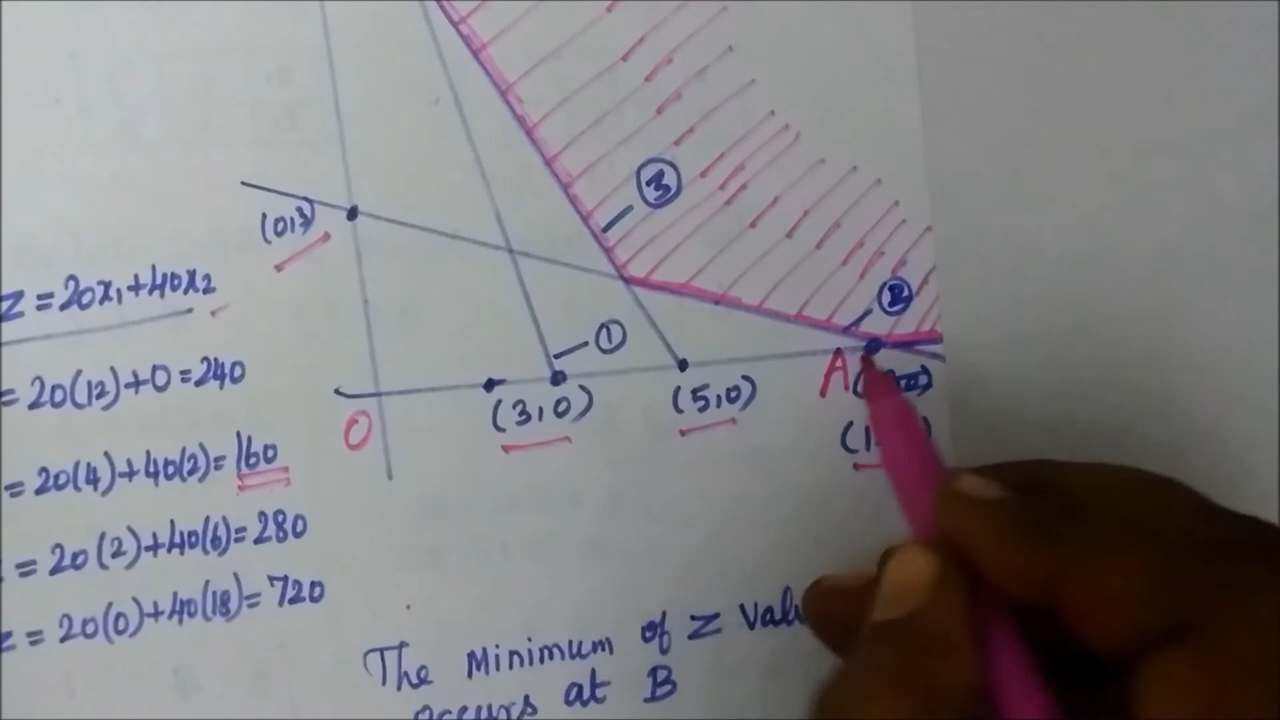 3
(0,3)
2
Z = 20x₁+40x₂
1
= 20(12)+0 = 240
A
(3,0)
(5,0)
O
= 20(4)+40(2) = 160
= 20(2)+40(6) = 280
z = 20(0)+40(18) = 720
The Minimum of Z
occurs at B